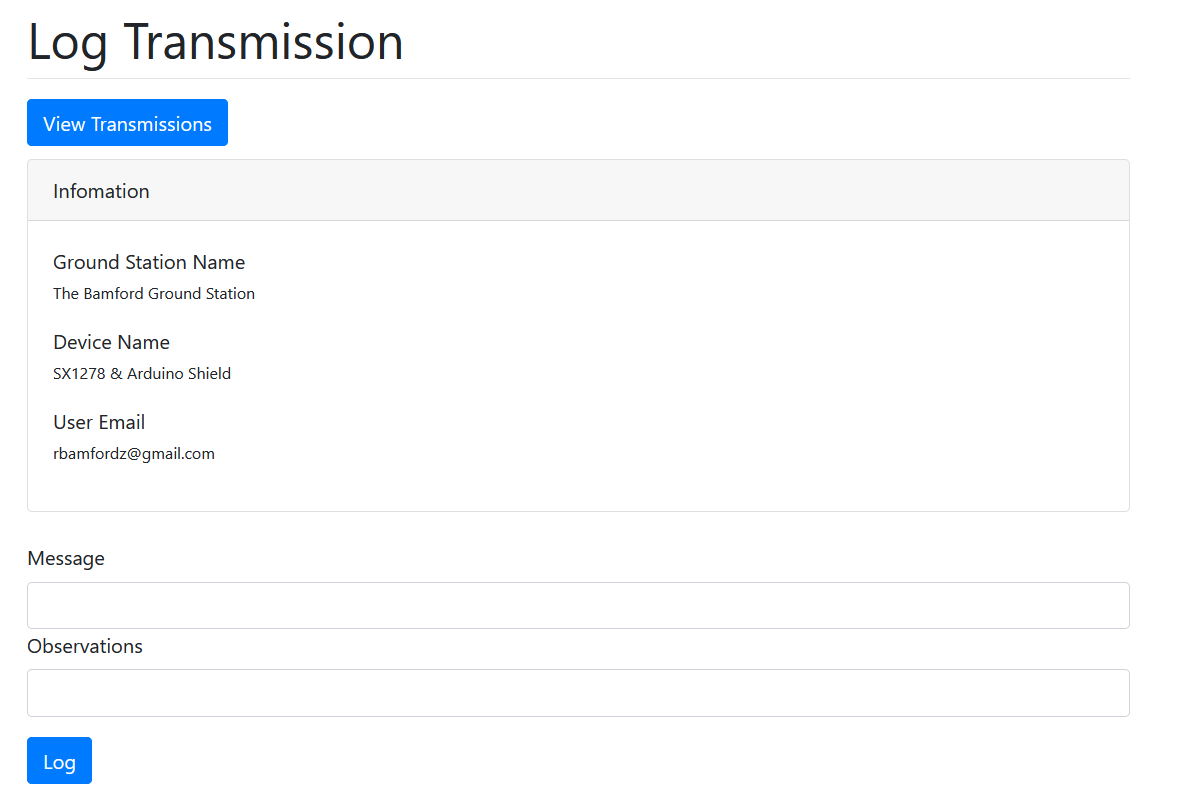 Log Transmission
View Transmissions
Infomation
Ground Station Name
The Bamford Ground Station
Device Name
SX1278 & Arduino Shield
User Email
rbamfordz@gmail.com
Message
Observations
Log